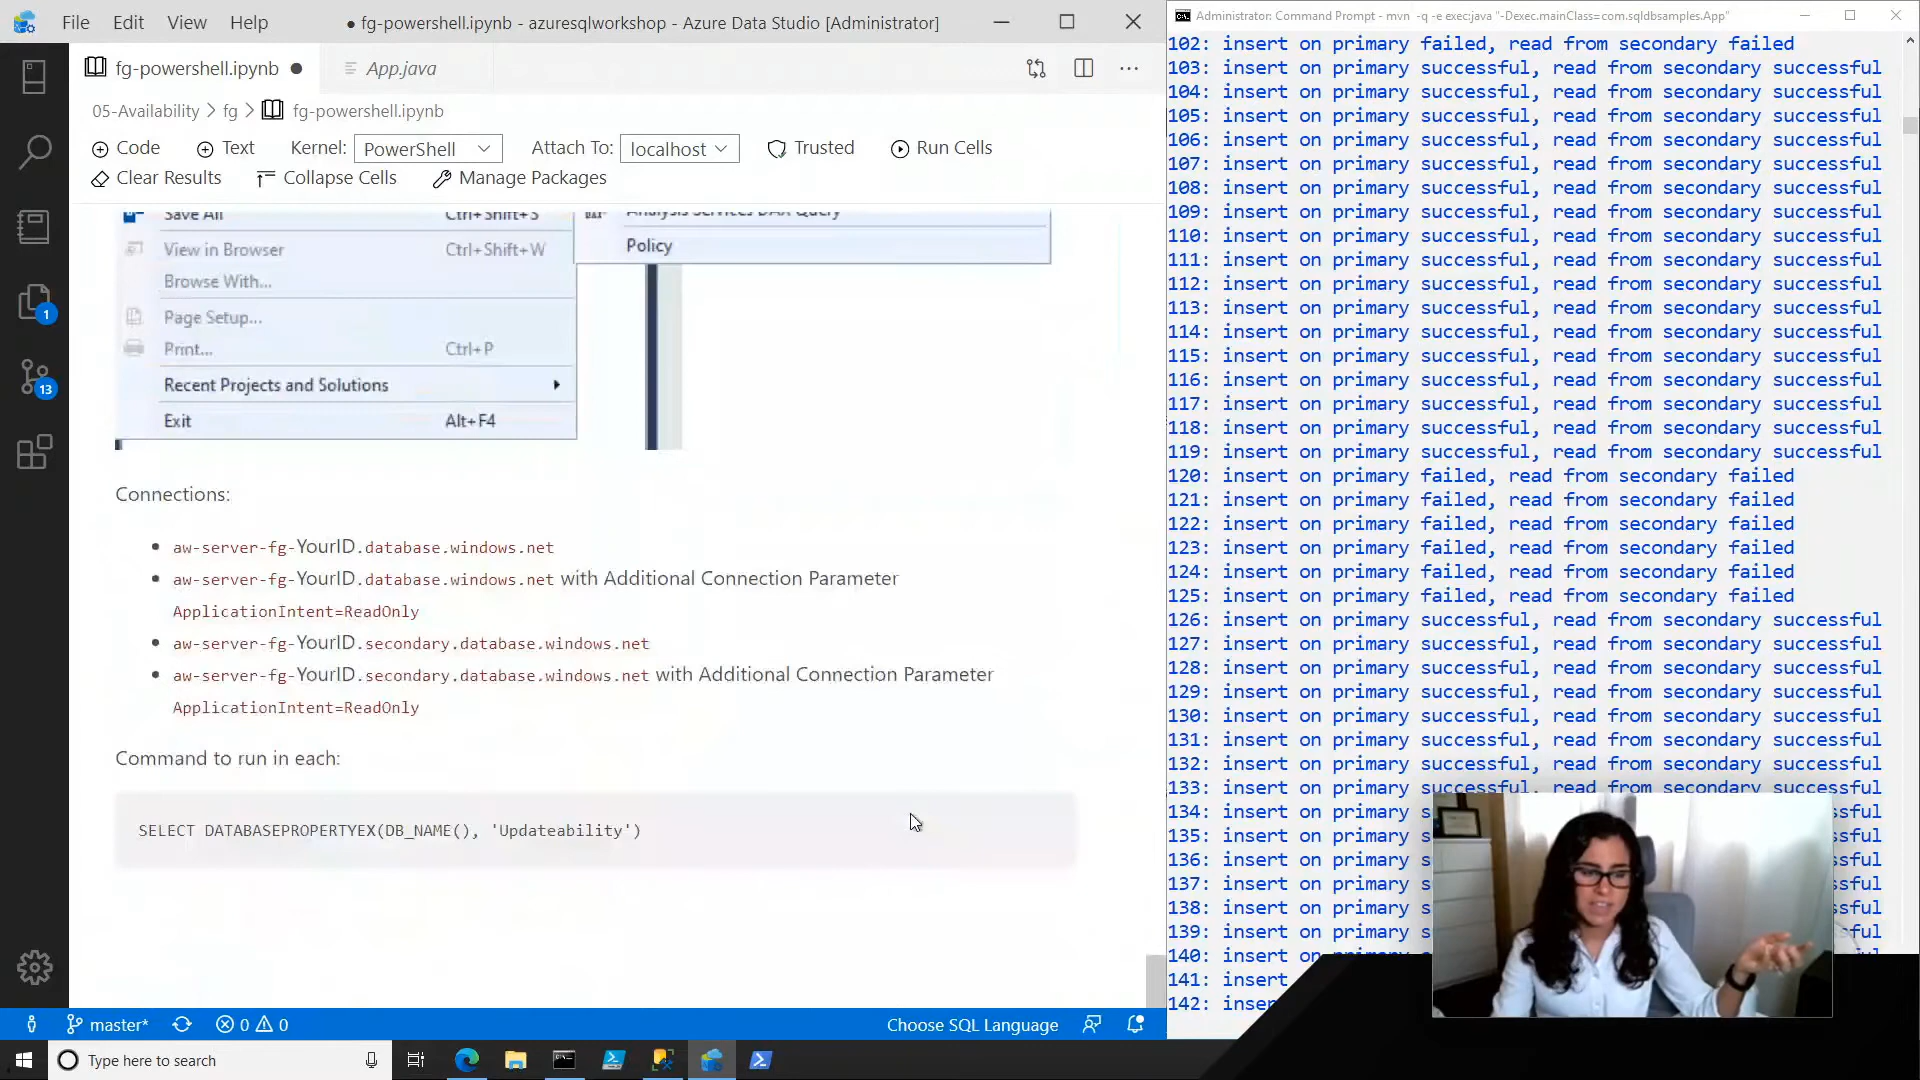 File Edit View Help
● fg-powershell.ipynb - azuresqlworkshop - Azure Data Studio [Administrator]
fg-powershell.ipynb ●
App.java
05-Availability > fg > fg-powershell.ipynb
Code
Text
Kernel: PowerShell
Attach To: localhost
Trusted
Run Cells
Clear Results
Collapse Cells
Manage Packages
Save All Ctrl+Shift+S
Analysis Services DAX Query
View in Browser Ctrl+Shift+W
Policy
Browse With...
Page Setup...
Print... Ctrl+P
Recent Projects and Solutions
Exit Alt+F4
Connections:
• aw-server-fg-YourID.database.windows.net
• aw-server-fg-YourID.database.windows.net with Additional Connection Parameter
ApplicationIntent=ReadOnly
• aw-server-fg-YourID.secondary.database.windows.net
• aw-server-fg-YourID.secondary.database.windows.net with Additional Connection Parameter
ApplicationIntent=ReadOnly
Command to run in each:
SELECT DATABASEPROPERTYEX(DB_NAME(), 'Updateability')
1
13
master*
0 0
Choose SQL Language
Type here to search
Administrator: Command Prompt - mvn -q -e exec:java "-Dexec.mainClass=com.sqldbsamples.App"
102: insert on primary failed, read from secondary failed
103: insert on primary successful, read from secondary successful
104: insert on primary successful, read from secondary successful
105: insert on primary successful, read from secondary successful
106: insert on primary successful, read from secondary successful
107: insert on primary successful, read from secondary successful
108: insert on primary successful, read from secondary successful
109: insert on primary successful, read from secondary successful
110: insert on primary successful, read from secondary successful
111: insert on primary successful, read from secondary successful
112: insert on primary successful, read from secondary successful
113: insert on primary successful, read from secondary successful
114: insert on primary successful, read from secondary successful
115: insert on primary successful, read from secondary successful
116: insert on primary successful, read from secondary successful
117: insert on primary successful, read from secondary successful
118: insert on primary successful, read from secondary successful
119: insert on primary successful, read from secondary successful
120: insert on primary failed, read from secondary failed
121: insert on primary failed, read from secondary failed
122: insert on primary failed, read from secondary failed
123: insert on primary failed, read from secondary failed
124: insert on primary failed, read from secondary failed
125: insert on primary failed, read from secondary failed
126: insert on primary successful, read from secondary successful
127: insert on primary successful, read from secondary successful
128: insert on primary successful, read from secondary successful
129: insert on primary successful, read from secondary successful
130: insert on primary successful, read from secondary successful
131: insert on primary successful, read from secondary successful
132: insert on primary successful, read from secondary successful
133: insert on primary successful, read from secondary successful
134: insert on primary s sful
135: insert on primary s sful
136: insert on primary s sful
137: insert on primary s ssful
138: insert on primary s ssful
139: insert on primary s
140: insert on primary s
141: insert
142: inser